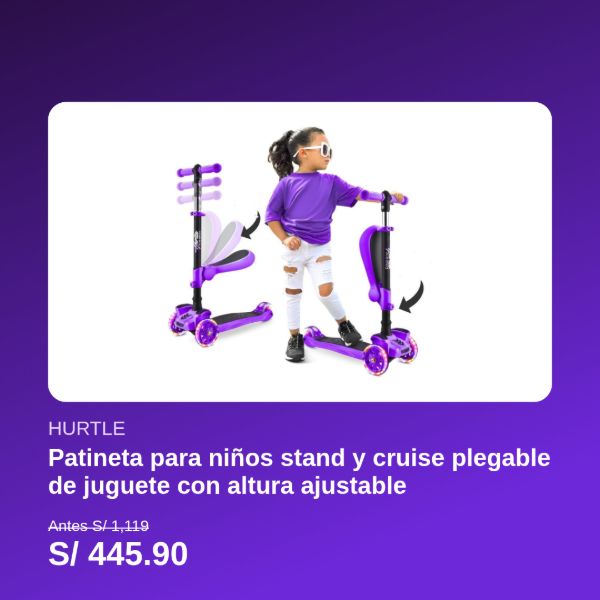 HURTLE
Patineta para niños stand y cruise plegable
de juguete con altura ajustable
Antes S/ 1,119
S/ 445.90